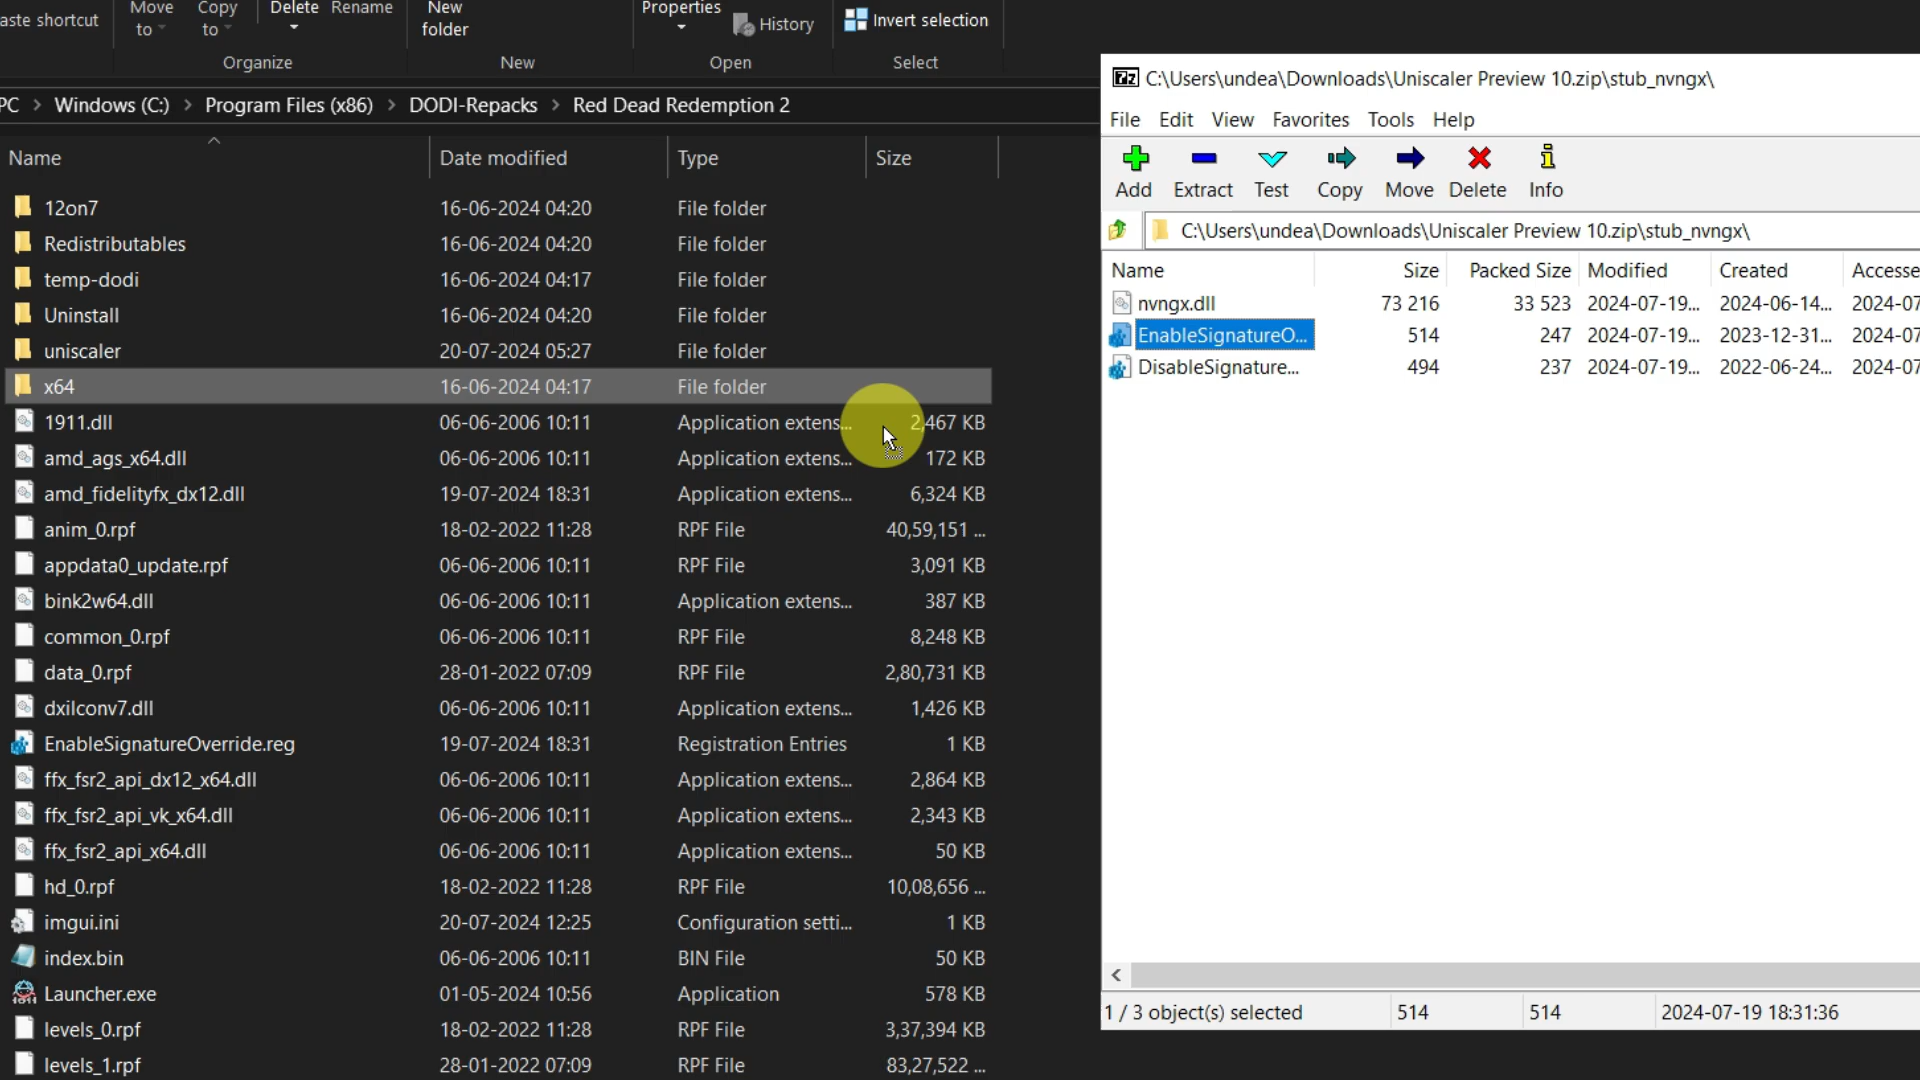 aste shortcut
Move to
Copy to
Delete
Rename
New folder
Properties
History
Invert selection
Organize
New
Open
Select
PC > Windows (C:) > Program Files (x86) > DODI-Repacks > Red Dead Redemption 2
Name Date modified Type Size
12on7 16-06-2024 04:20 File folder
Redistributables 16-06-2024 04:20 File folder
temp-dodi 16-06-2024 04:17 File folder
Uninstall 16-06-2024 04:20 File folder
uniscaler 20-07-2024 05:27 File folder
x64 16-06-2024 04:17 File folder
1911.dll 06-06-2006 10:11 Application extens... 2,467 KB
amd_ags_x64.dll 06-06-2006 10:11 Application extens... 172 KB
amd_fidelityfx_dx12.dll 19-07-2024 18:31 Application extens... 6,324 KB
anim_0.rpf 18-02-2022 11:28 RPF File 40,59,151 ...
appdata0_update.rpf 06-06-2006 10:11 RPF File 3,091 KB
bink2w64.dll 06-06-2006 10:11 Application extens... 387 KB
common_0.rpf 06-06-2006 10:11 RPF File 8,248 KB
data_0.rpf 28-01-2022 07:09 RPF File 2,80,731 KB
dxilconv7.dll 06-06-2006 10:11 Application extens... 1,426 KB
EnableSignatureOverride.reg 19-07-2024 18:31 Registration Entries 1 KB
ffx_fsr2_api_dx12_x64.dll 06-06-2006 10:11 Application extens... 2,864 KB
ffx_fsr2_api_vk_x64.dll 06-06-2006 10:11 Application extens... 2,343 KB
ffx_fsr2_api_x64.dll 06-06-2006 10:11 Application extens... 50 KB
hd_0.rpf 18-02-2022 11:28 RPF File 10,08,656 ...
imgui.ini 20-07-2024 12:25 Configuration setti... 1 KB
index.bin 06-06-2006 10:11 BIN File 50 KB
Launcher.exe 01-05-2024 10:56 Application 578 KB
levels_0.rpf 18-02-2022 11:28 RPF File 3,37,394 KB
levels_1.rpf 28-01-2022 07:09 RPF File 83,27,522 ...
7z C:\Users\undea\Downloads\Uniscaler Preview 10.zip\stub_nvngx\
File Edit View Favorites Tools Help
Add Extract Test Copy Move Delete Info
C:\Users\undea\Downloads\Uniscaler Preview 10.zip\stub_nvngx\
Name Size Packed Size Modified Created Accesse
nvngx.dll 73 216 33 523 2024-07-19... 2024-06-14... 2024-07
EnableSignatureO... 514 247 2024-07-19... 2023-12-31... 2024-07
DisableSignature... 494 237 2024-07-19... 2022-06-24... 2024-07
1 / 3 object(s) selected 514 514 2024-07-19 18:31:36